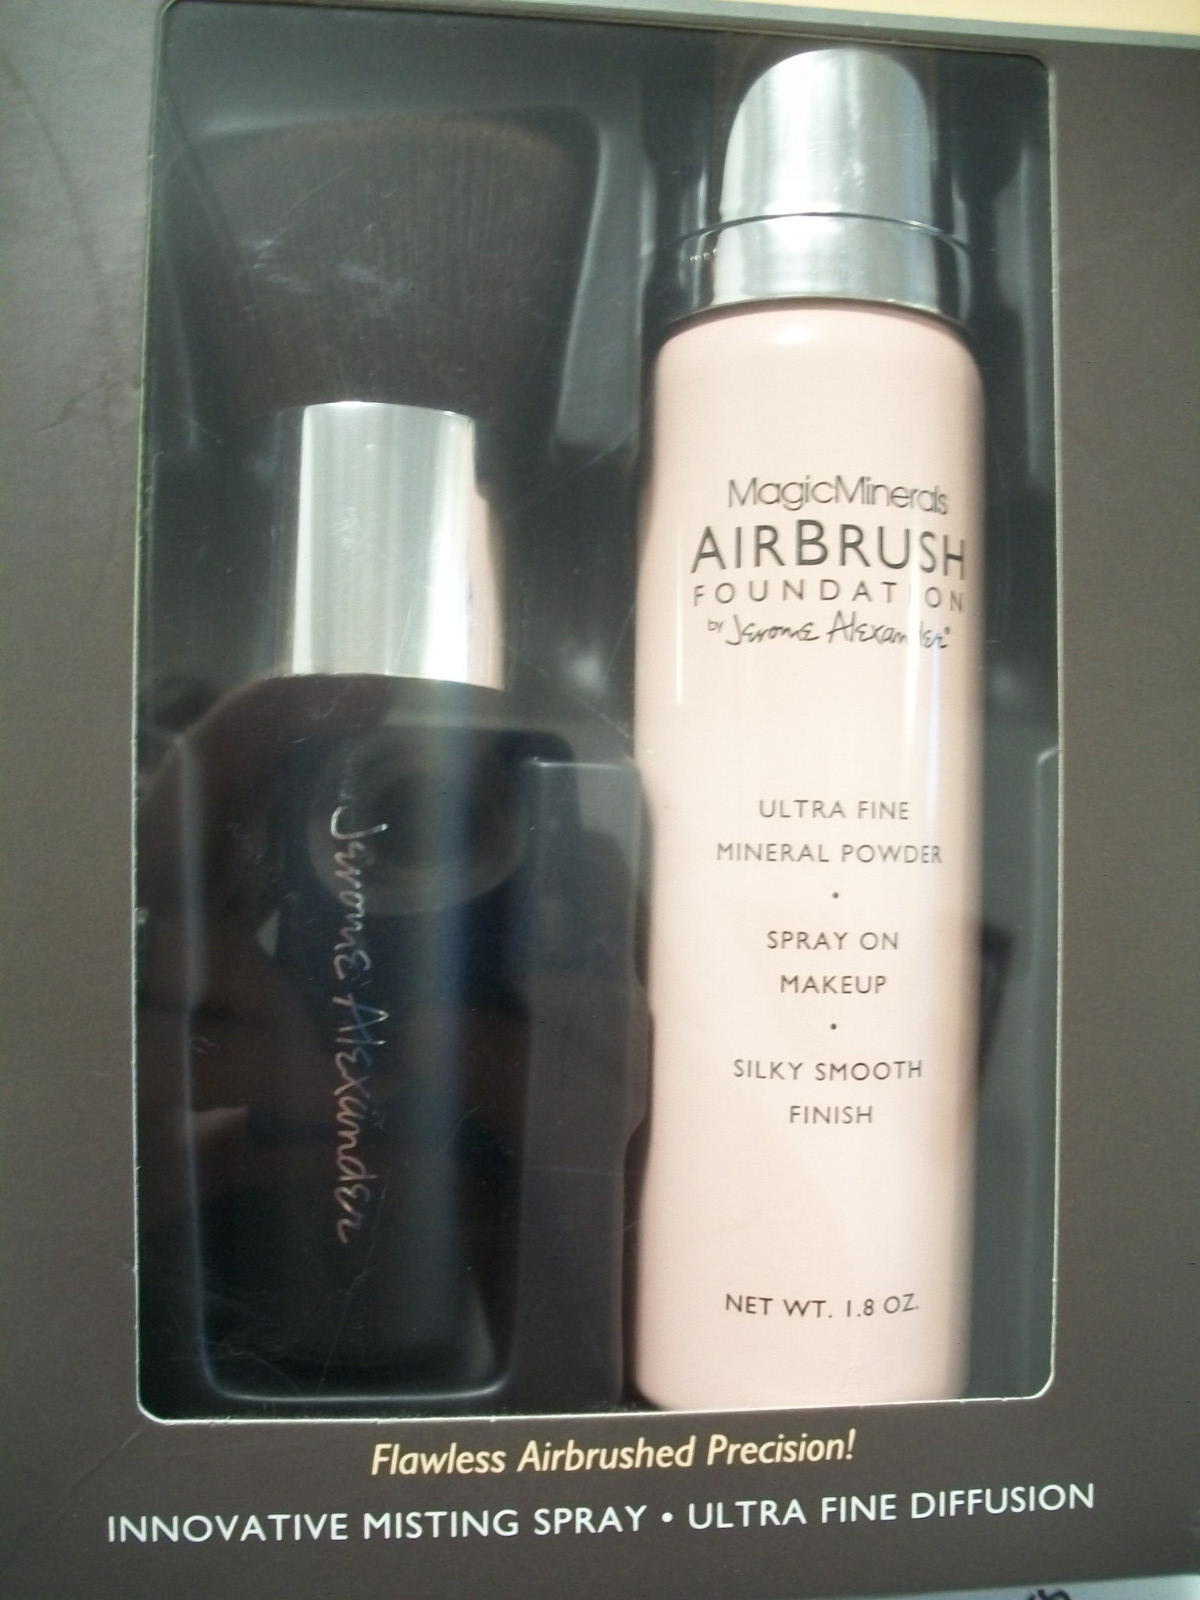 MagicMinerals
AIRBRUSH
FOUNDATION
by Jerome Alexander®
ULTRA FINE
MINERAL POWDER
•
SPRAY ON
MAKEUP
•
SILKY SMOOTH
FINISH
NET WT. 1.8 OZ.
Jerome Alexander
Flawless Airbrushed Precision!
INNOVATIVE MISTING SPRAY • ULTRA FINE DIFFUSION